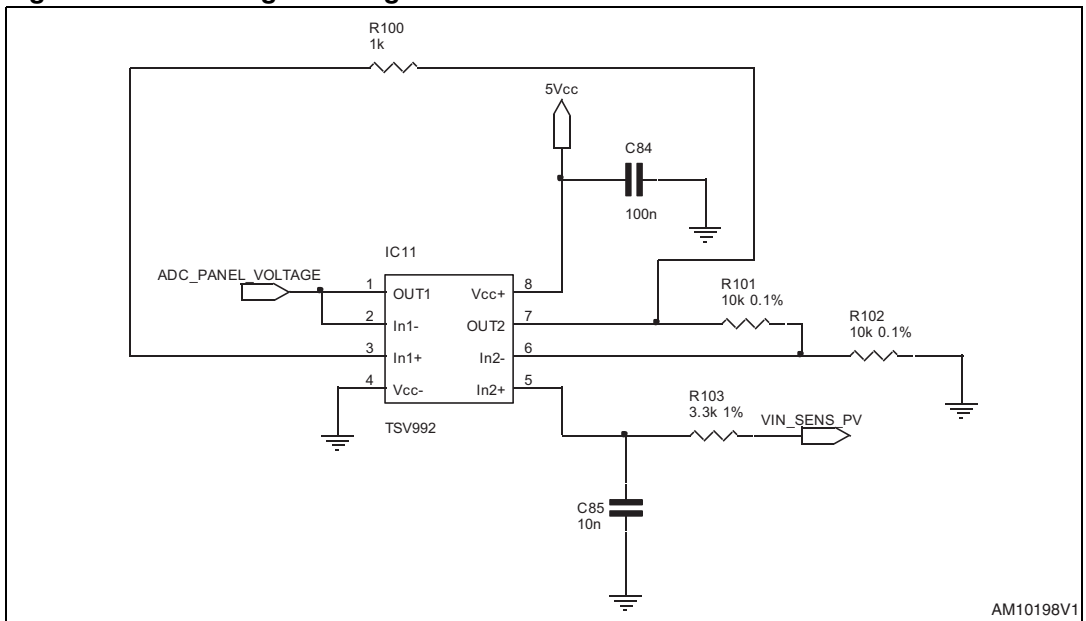 R100
1k
5Vcc
C84
100n
IC11
ADC_PANEL_VOLTAGE
1
OUT1
Vcc+
8
2
In1-
OUT2
7
3
In1+
In2-
6
4
Vcc-
In2+
5
TSV992
R101
10k 0.1%
R102
10k 0.1%
R103
3.3k 1%
VIN_SENS_PV
C85
10n
AM10198V1